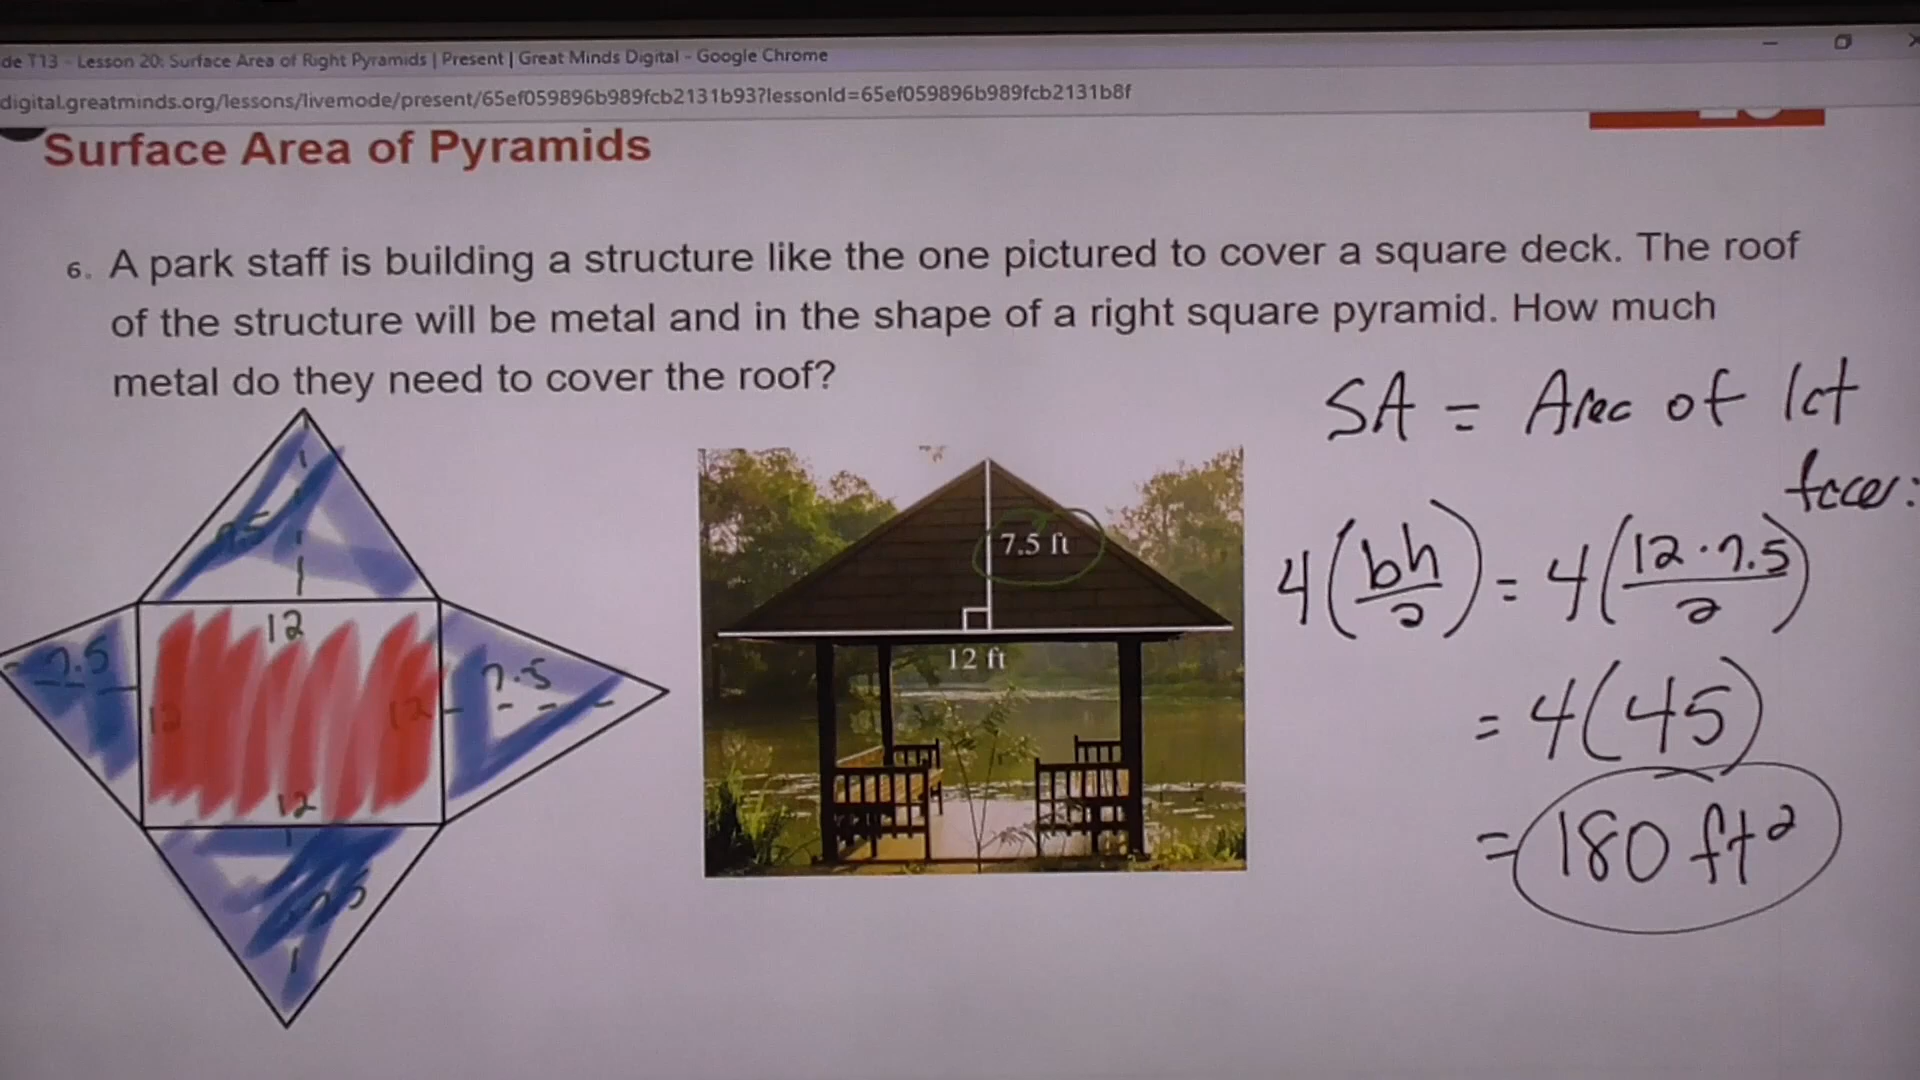 de T13 - Lesson 20: Surface Area of Right Pyramids | Present | Great Minds Digital - Google Chrome
digital.greatminds.org/lessons/livemode/present/65ef059896b989fcb2131b93?lessonId=65ef059896b989fcb2131b8f
Surface Area of Pyramids
6. A park staff is building a structure like the one pictured to cover a square deck. The roof
of the structure will be metal and in the shape of a right square pyramid. How much
metal do they need to cover the roof?
SA = Area of lat
faces:
4(bh/2) = 4(12·7.5/2)
= 4(45)
= 180 ft²
7.5 ft
12 ft
7.5
12
7.5
12
12
7.5
12
7.5